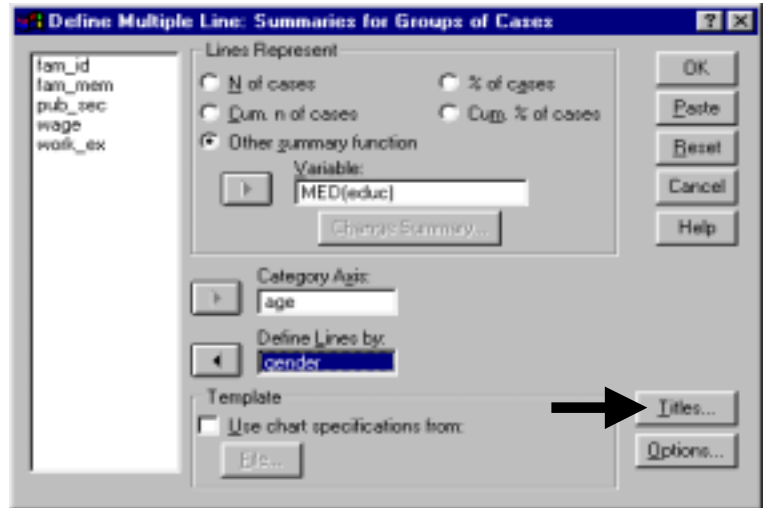 Define Multiple Line: Summaries for Groups of Cases
fam_id
fam_mem
pub_sec
wage
work_ex
Lines Represent
N of cases
% of cases
Cum. n of cases
Cum. % of cases
Other summary function
Variable:
MED(educ)
Change Summary...
Category Axis:
age
Define Lines by:
gender
Template
Use chart specifications from:
File...
OK
Paste
Reset
Cancel
Help
Titles...
Options...